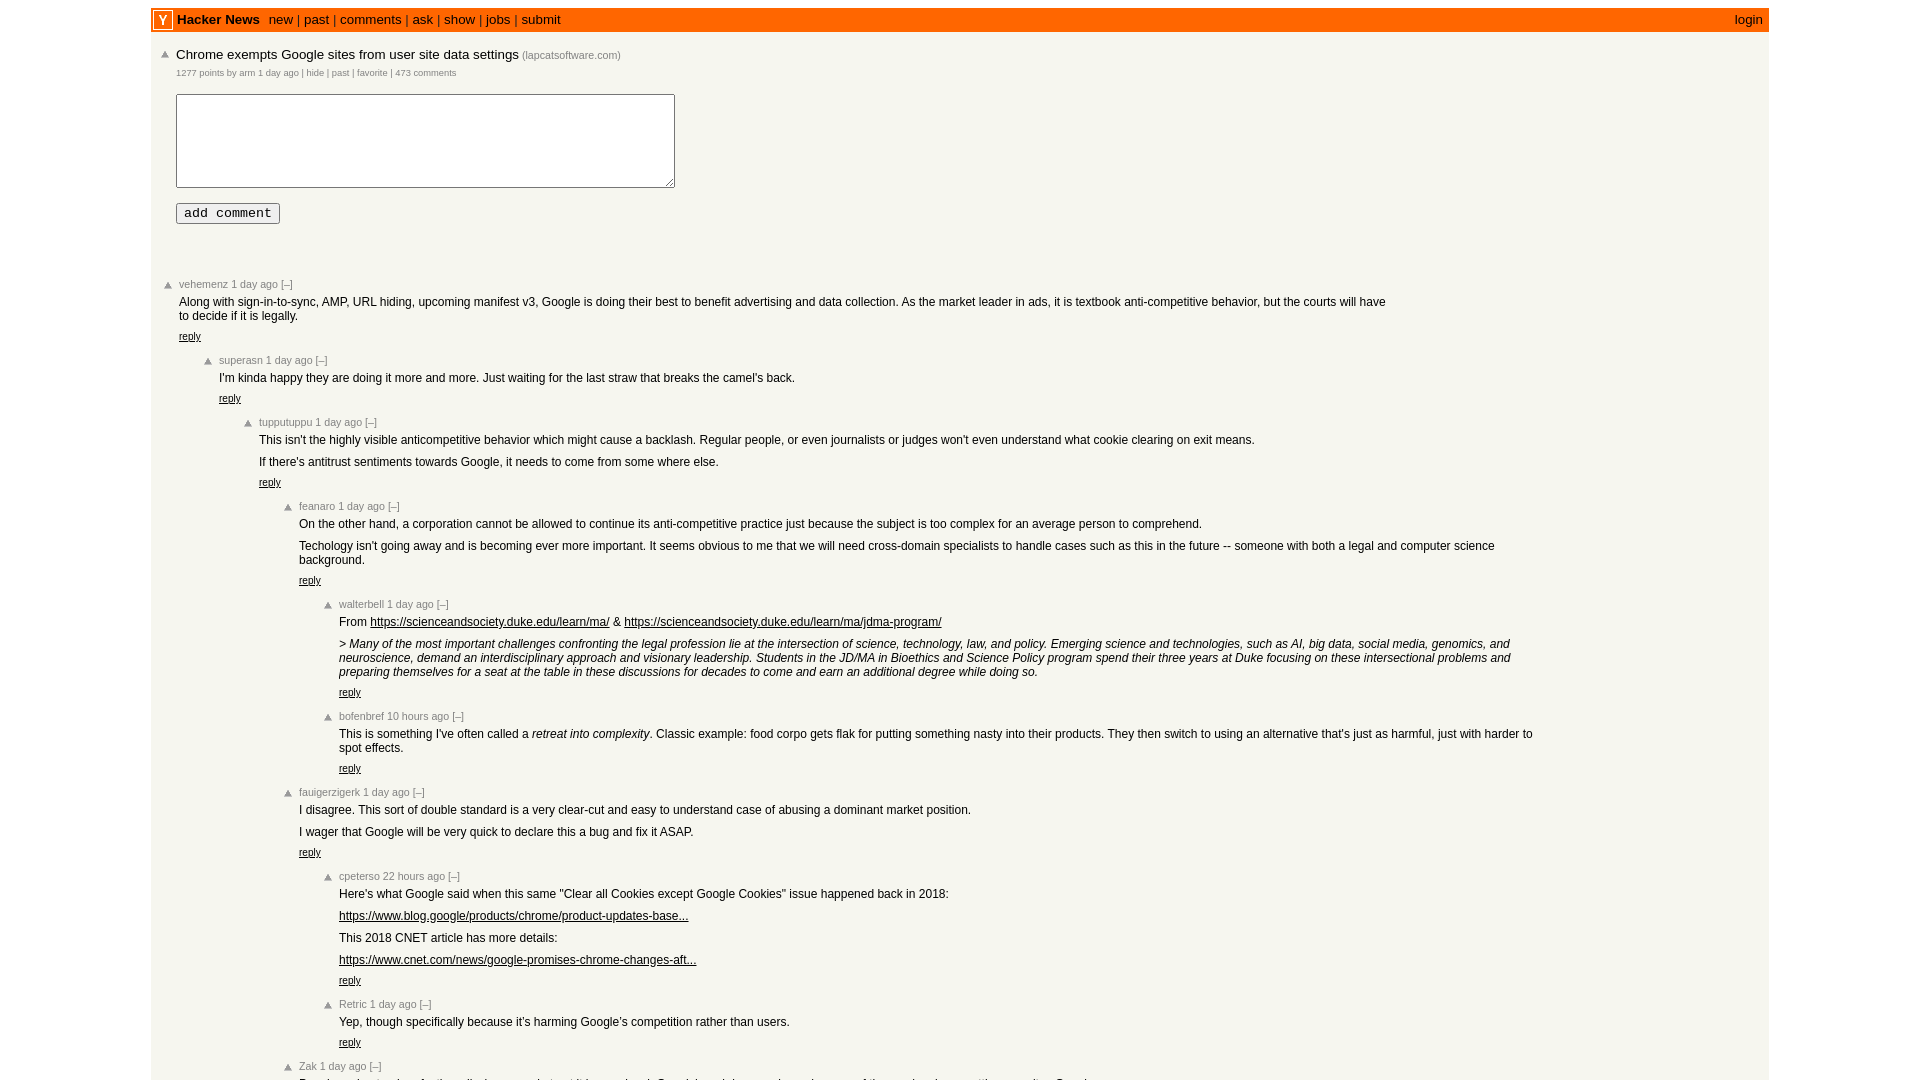 Y Hacker News new | past | comments | ask | show | jobs | submit login
Chrome exempts Google sites from user site data settings (lapcatsoftware.com)
1277 points by arm 1 day ago | hide | past | favorite | 473 comments
add comment
vehemenz 1 day ago [–]
Along with sign-in-to-sync, AMP, URL hiding, upcoming manifest v3, Google is doing their best to benefit advertising and data collection. As the market leader in ads, it is textbook anti-competitive behavior, but the courts will have
to decide if it is legally.
reply
superasn 1 day ago [–]
I'm kinda happy they are doing it more and more. Just waiting for the last straw that breaks the camel's back.
reply
tupputuppu 1 day ago [–]
This isn't the highly visible anticompetitive behavior which might cause a backlash. Regular people, or even journalists or judges won't even understand what cookie clearing on exit means.
If there's antitrust sentiments towards Google, it needs to come from some where else.
reply
feanaro 1 day ago [–]
On the other hand, a corporation cannot be allowed to continue its anti-competitive practice just because the subject is too complex for an average person to comprehend.
Techology isn't going away and is becoming ever more important. It seems obvious to me that we will need cross-domain specialists to handle cases such as this in the future -- someone with both a legal and computer science
background.
reply
walterbell 1 day ago [–]
From https://scienceandsociety.duke.edu/learn/ma/ & https://scienceandsociety.duke.edu/learn/ma/jdma-program/
> Many of the most important challenges confronting the legal profession lie at the intersection of science, technology, law, and policy. Emerging science and technologies, such as AI, big data, social media, genomics, and
neuroscience, demand an interdisciplinary approach and visionary leadership. Students in the JD/MA in Bioethics and Science Policy program spend their three years at Duke focusing on these intersectional problems and
preparing themselves for a seat at the table in these discussions for decades to come and earn an additional degree while doing so.
reply
bofenbref 10 hours ago [–]
This is something I've often called a retreat into complexity. Classic example: food corpo gets flak for putting something nasty into their products. They then switch to using an alternative that's just as harmful, just with harder to
spot effects.
reply
fauigerzigerk 1 day ago [–]
I disagree. This sort of double standard is a very clear-cut and easy to understand case of abusing a dominant market position.
I wager that Google will be very quick to declare this a bug and fix it ASAP.
reply
cpeterso 22 hours ago [–]
Here's what Google said when this same "Clear all Cookies except Google Cookies" issue happened back in 2018:
https://www.blog.google/products/chrome/product-updates-base...
This 2018 CNET article has more details:
https://www.cnet.com/news/google-promises-chrome-changes-aft...
reply
Retric 1 day ago [–]
Yep, though specifically because it’s harming Google’s competition rather than users.
reply
Zak 1 day ago [–]